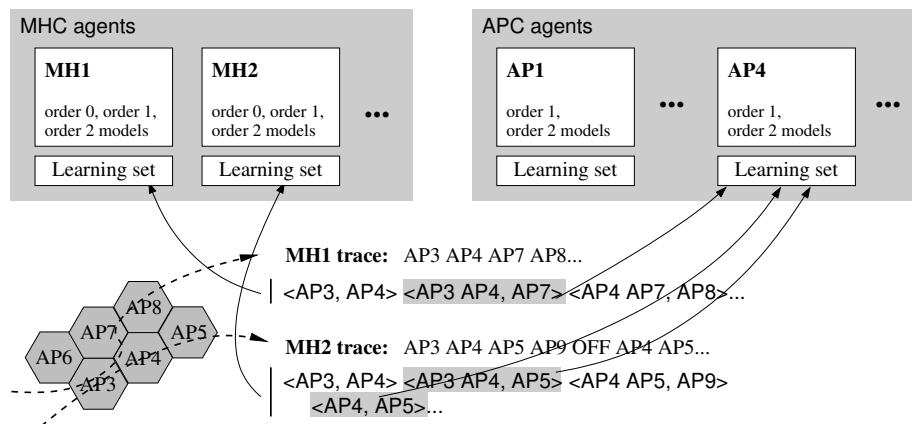 MHC agents
MH1
order 0, order 1,
order 2 models
Learning set
MH2
order 0, order 1,
order 2 models
Learning set
...
APC agents
AP1
order 1,
order 2 models
Learning set
...
AP4
order 1,
order 2 models
Learning set
...
MH1 trace: AP3 AP4 AP7 AP8...
<AP3, AP4> <AP3 AP4, AP7> <AP4 AP7, AP8>...
MH2 trace: AP3 AP4 AP5 AP9 OFF AP4 AP5...
<AP3, AP4> <AP3 AP4, AP5> <AP4 AP5, AP9>
<AP4, AP5>...
AP8
AP7
AP5
AP6
AP4
AP3